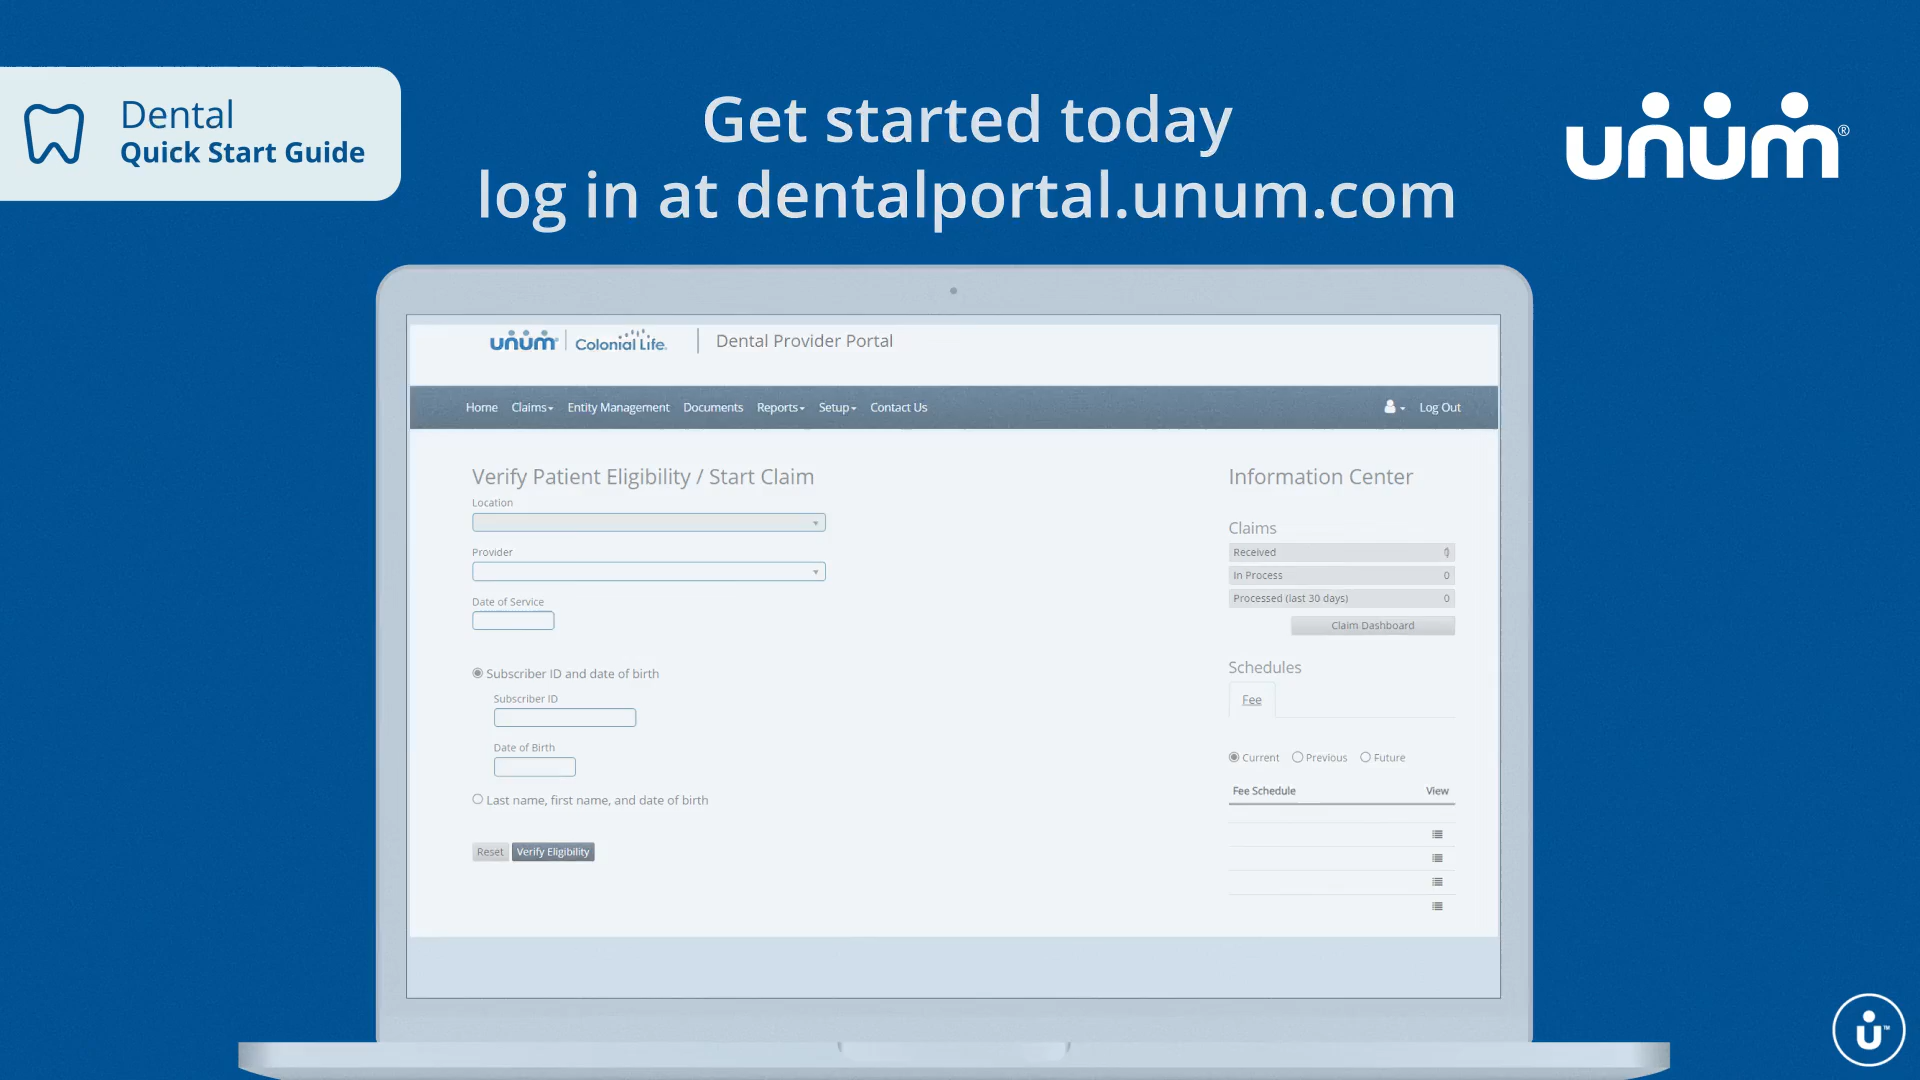 Dental
Quick Start Guide
Get started today
log in at dentalportal.unum.com
unum®
unum | Colonial Life. | Dental Provider Portal
Home Claims Entity Management Documents Reports Setup Contact Us Log Out
Verify Patient Eligibility / Start Claim
Location
Provider
Date of Service
Subscriber ID and date of birth
Subscriber ID
Date of Birth
Last name, first name, and date of birth
Reset Verify Eligibility
Information Center
Claims
Received
In Process 0
Processed (last 30 days) 0
Claim Dashboard
Schedules
Fee
Current Previous Future
Fee Schedule View
U™